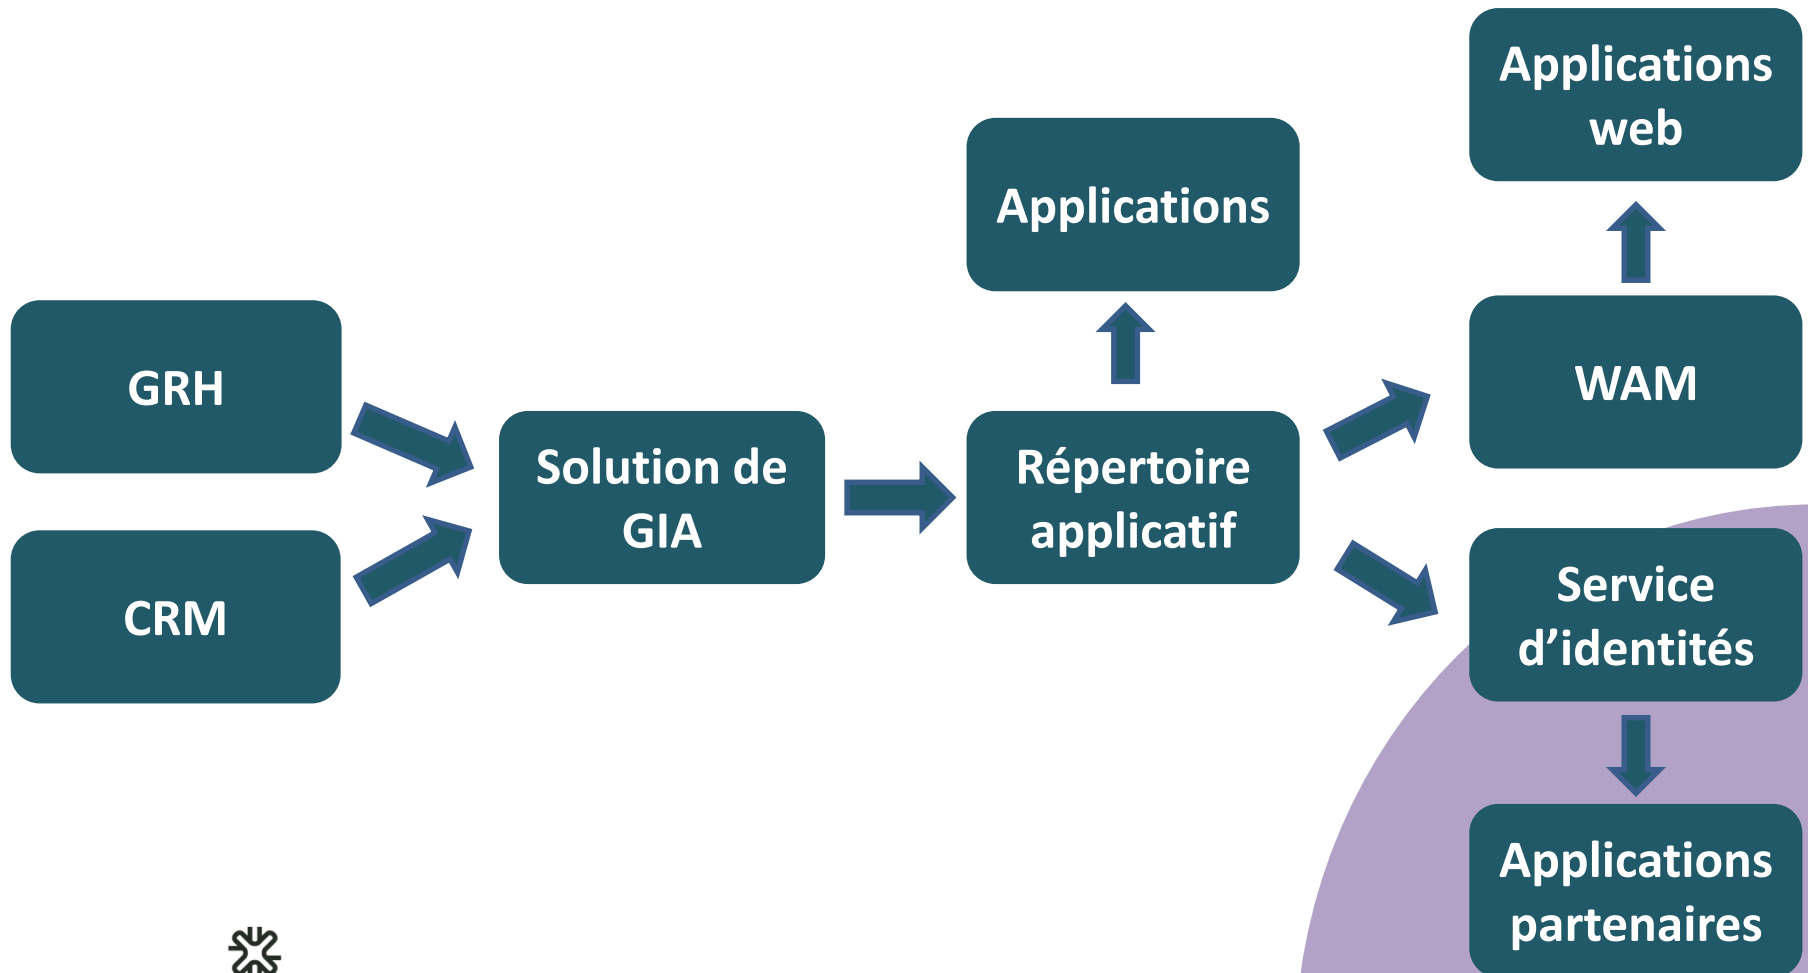 GRH
CRM
Solution de
GIA
Applications
Répertoire
applicatif
Applications
web
WAM
Service
d’identités
Applications
partenaires